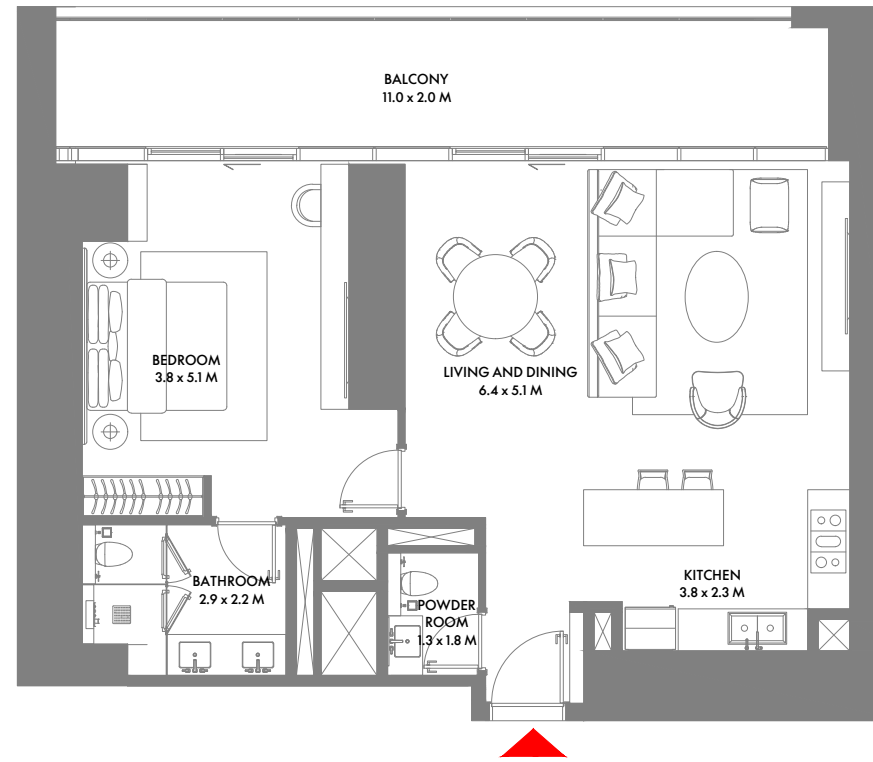 BALCONY
11.0 x 2.0 M
BEDROOM
3.8 x 5.1 M
LIVING AND DINING
6.4 x 5.1 M
KITCHEN
3.8 x 2.3 M
BATHROOM
2.9 x 2.2 M
POWDER
ROOM
1.3 x 1.8 M